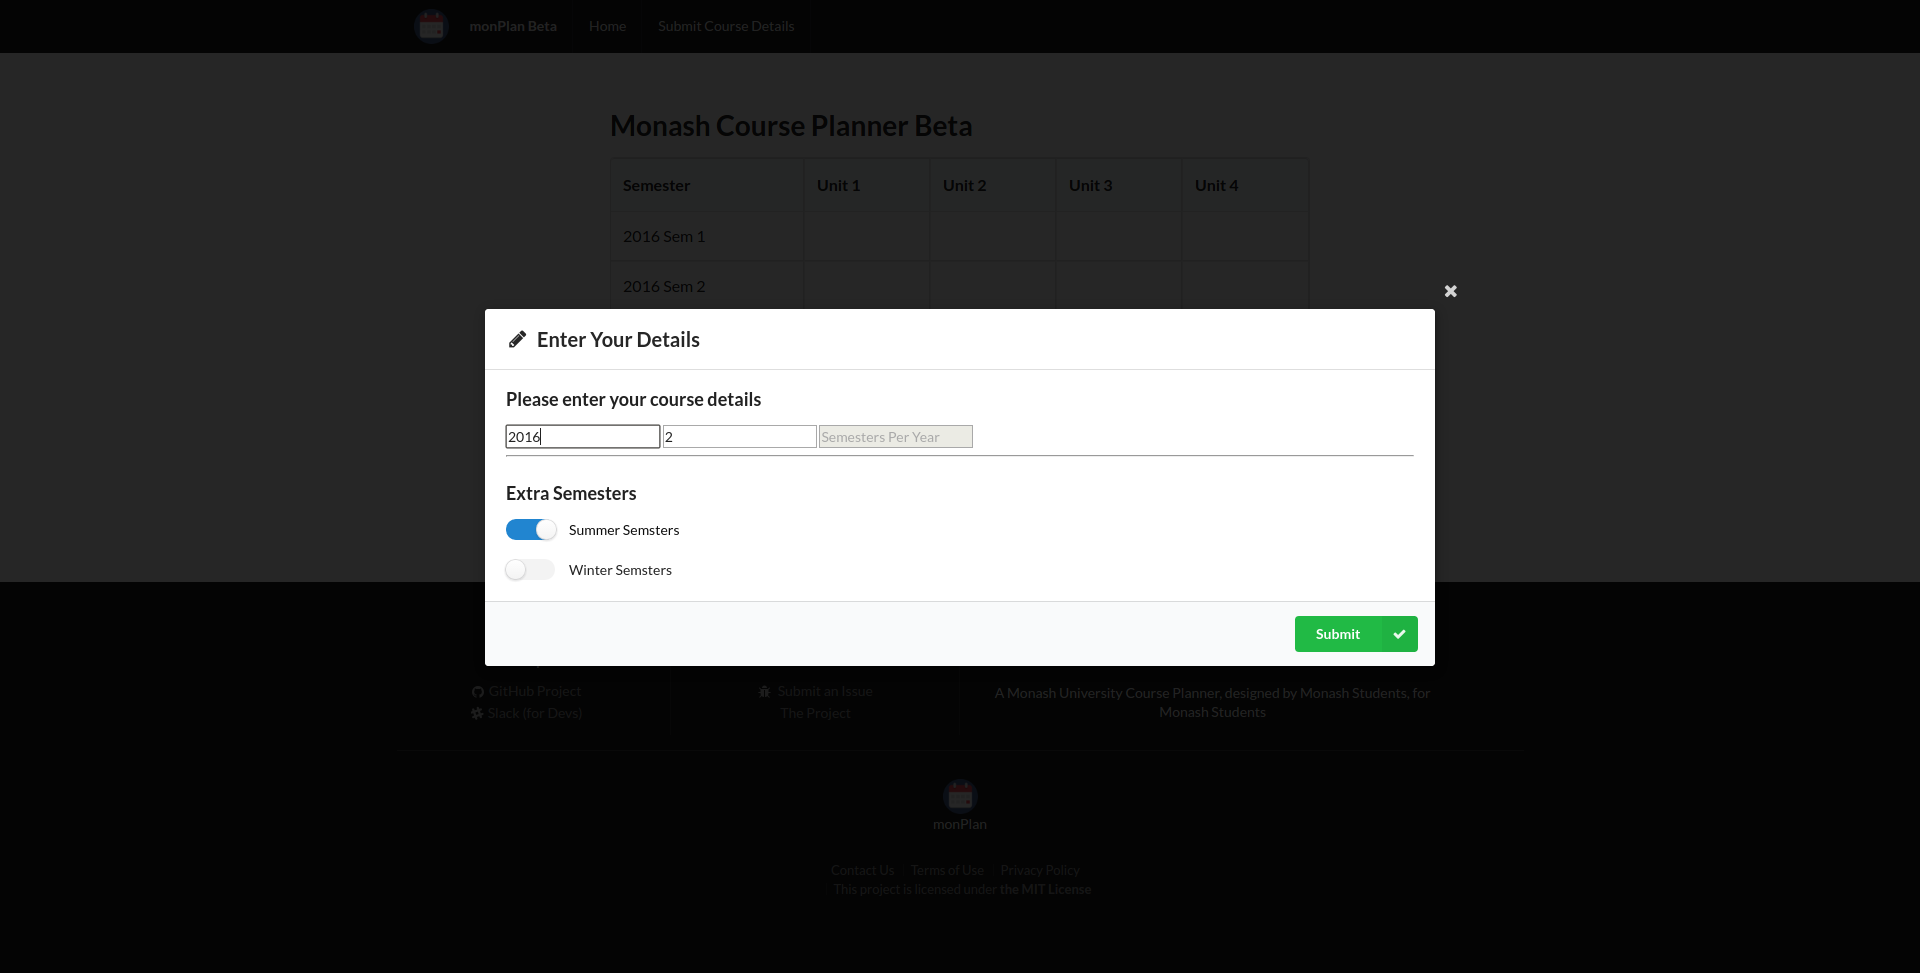 monPlan Beta Home Submit Course Details
Monash Course Planner Beta
Semester Unit 1 Unit 2 Unit 3 Unit 4
2016 Sem 1
2016 Sem 2
Enter Your Details
Please enter your course details
2016 2 Semesters Per Year
Extra Semesters
Summer Semsters
Winter Semsters
Submit
GitHub Project
Slack (for Devs)
Submit an Issue
The Project
A Monash University Course Planner, designed by Monash Students, for
Monash Students
monPlan
Contact Us Terms of Use Privacy Policy
This project is licensed under the MIT License